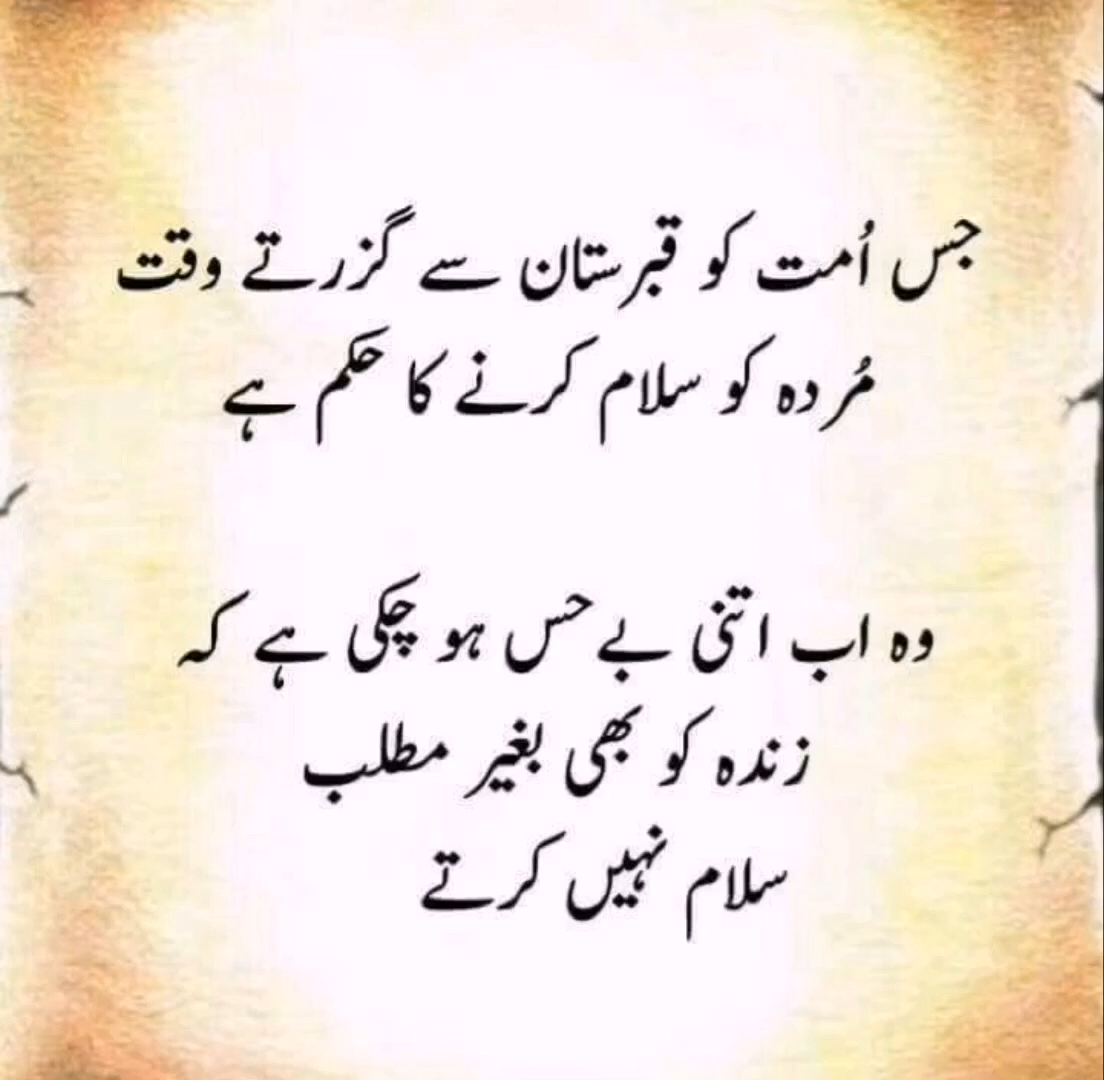 جس اُمت کو قبرستان سے گزرتے وقت
مُردہ کو سلام کرنے کا حکم ہے
وہ اب اتنی بے حس ہو چکی ہے کہ
زندہ کو بھی بغیر مطلب
سلام نہیں کرتے